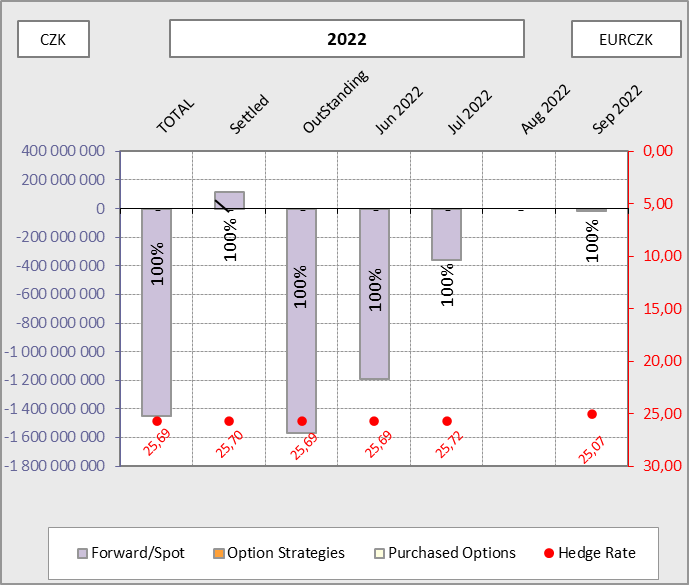 CZK
2022
EURCZK
TOTAL
Settled
OutStanding
Jun 2022
Jul 2022
Aug 2022
Sep 2022
400 000 000
200 000 000
0
-200 000 000
-400 000 000
-600 000 000
-800 000 000
-1 000 000 000
-1 200 000 000
-1 400 000 000
-1 600 000 000
-1 800 000 000
100%
100%
100%
100%
100%
100%
25,69
25,70
25,69
25,69
25,72
25,07
0,00
5,00
10,00
15,00
20,00
25,00
30,00
Forward/Spot
Option Strategies
Purchased Options
Hedge Rate